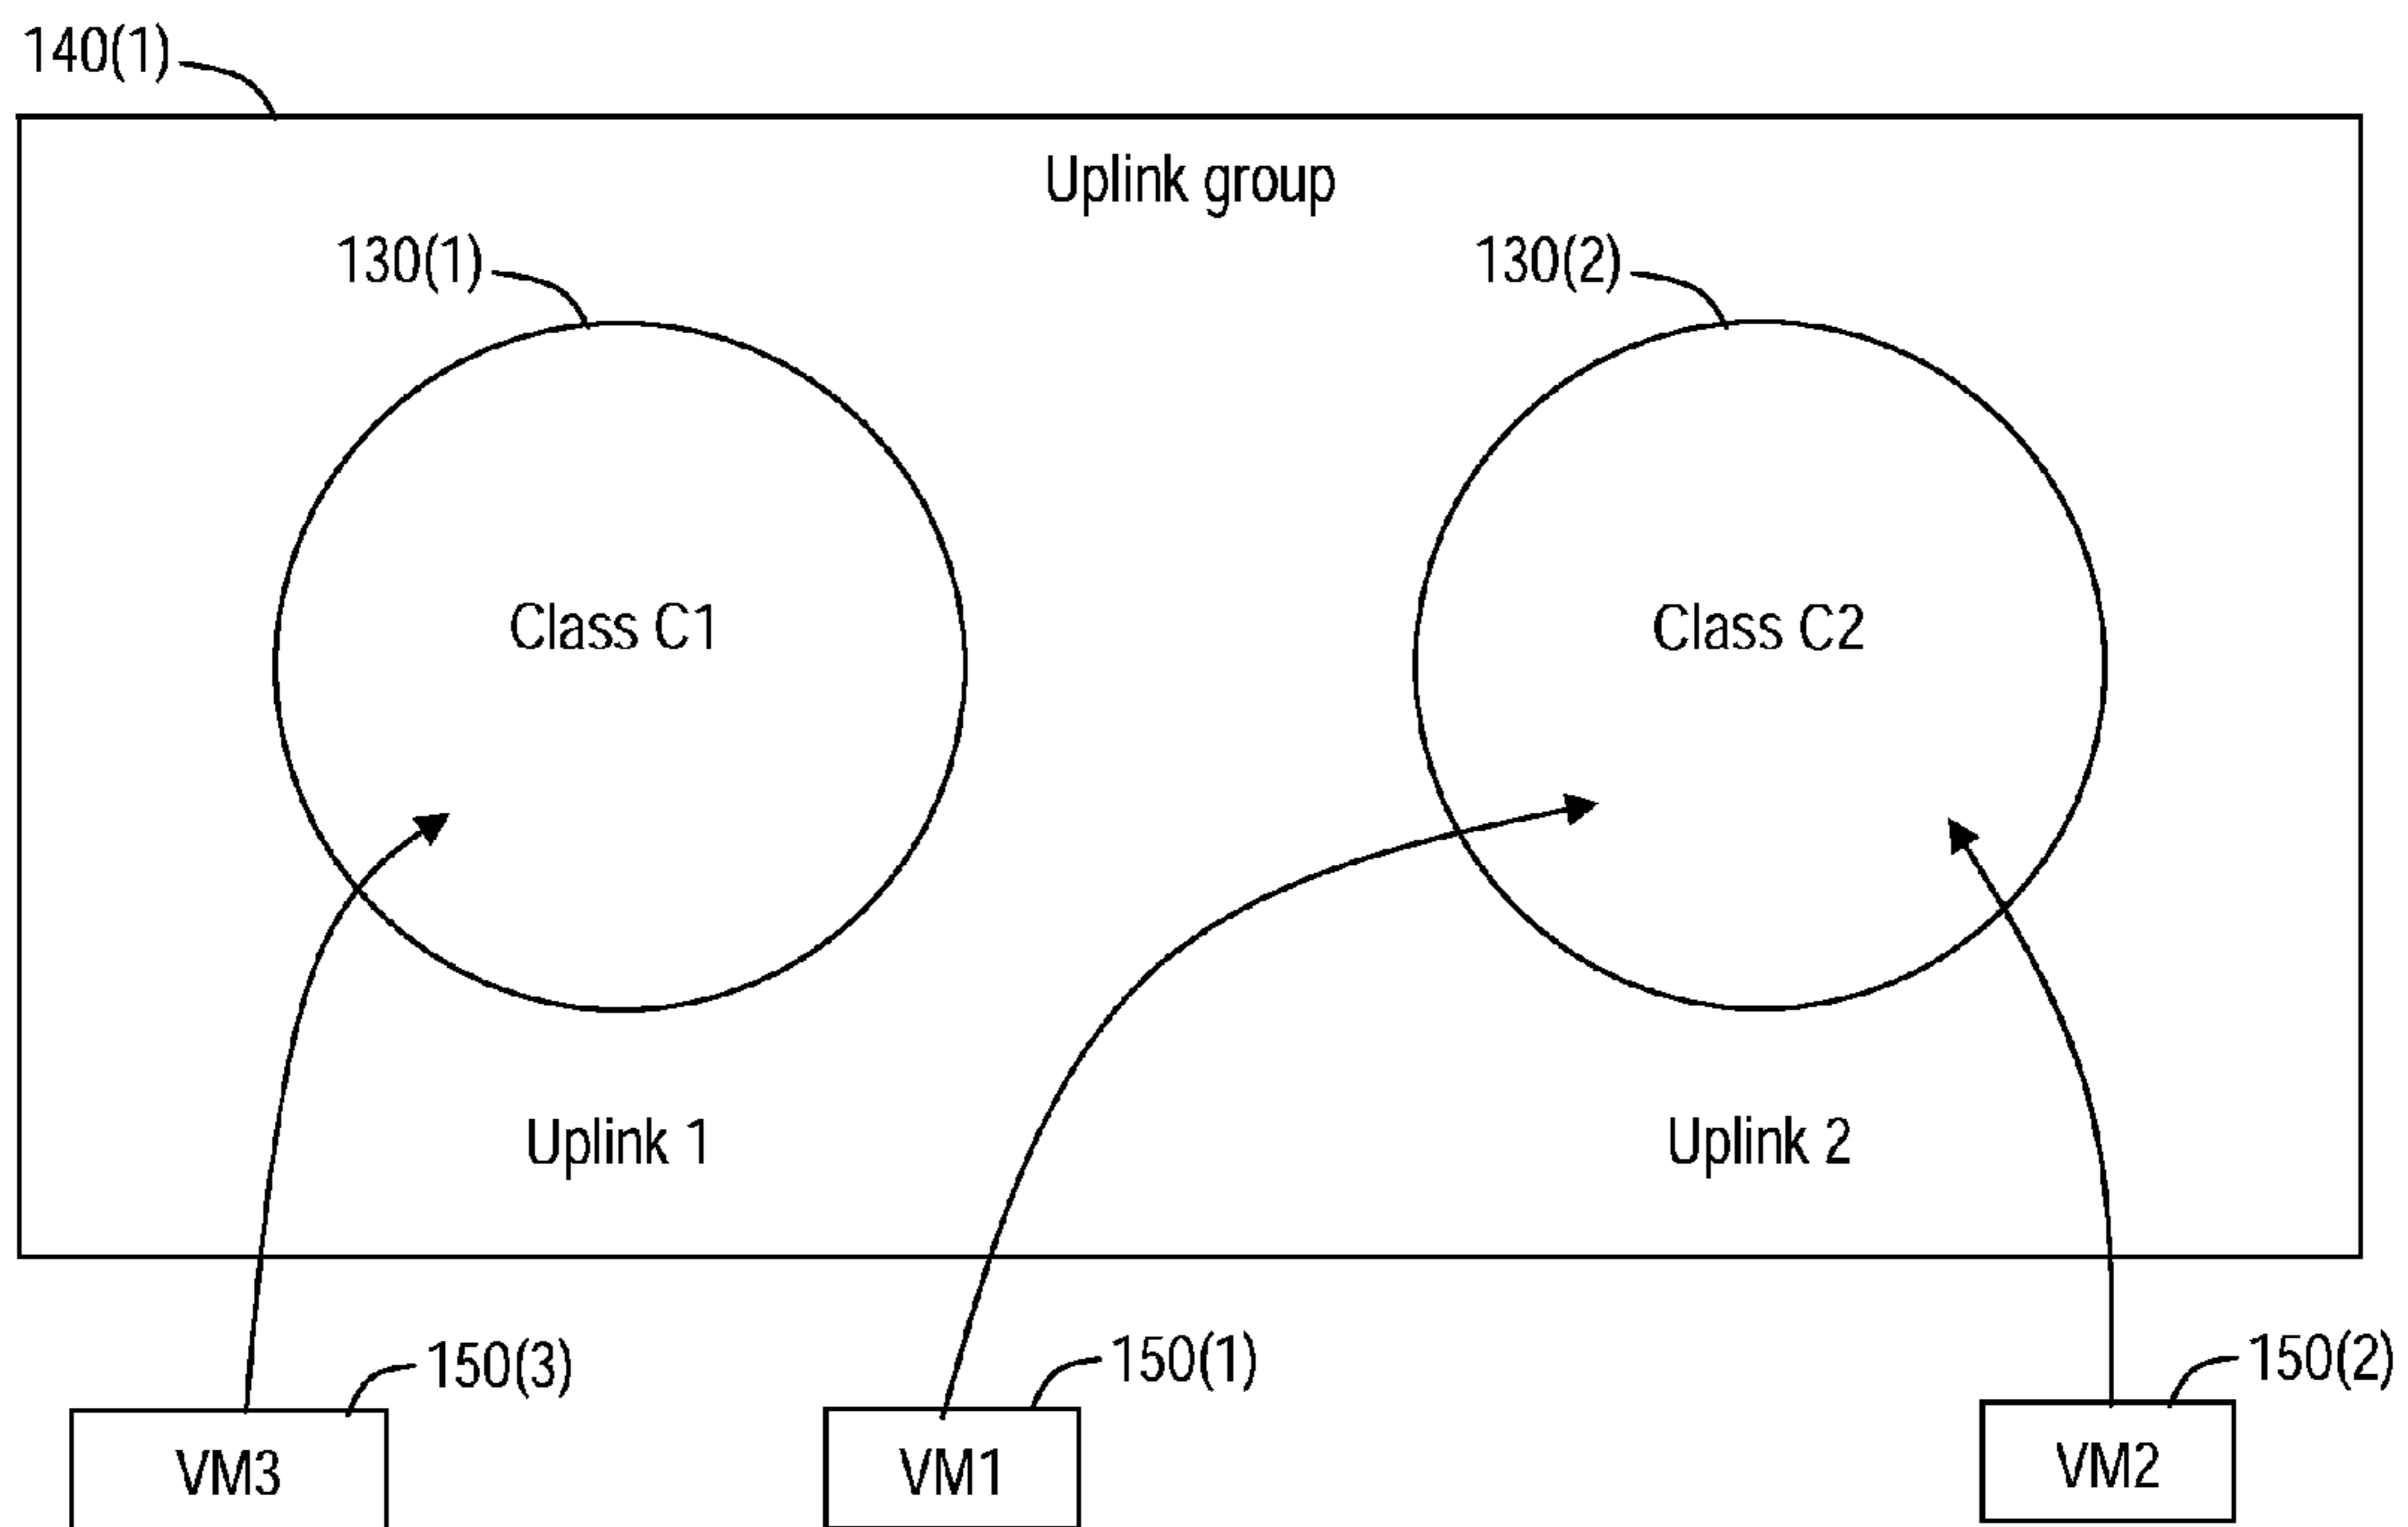 140(1)
Uplink group
130(1)
130(2)
Class C1
Class C2
Uplink 1
Uplink 2
150(3)
150(1)
150(2)
VM3
VM1
VM2